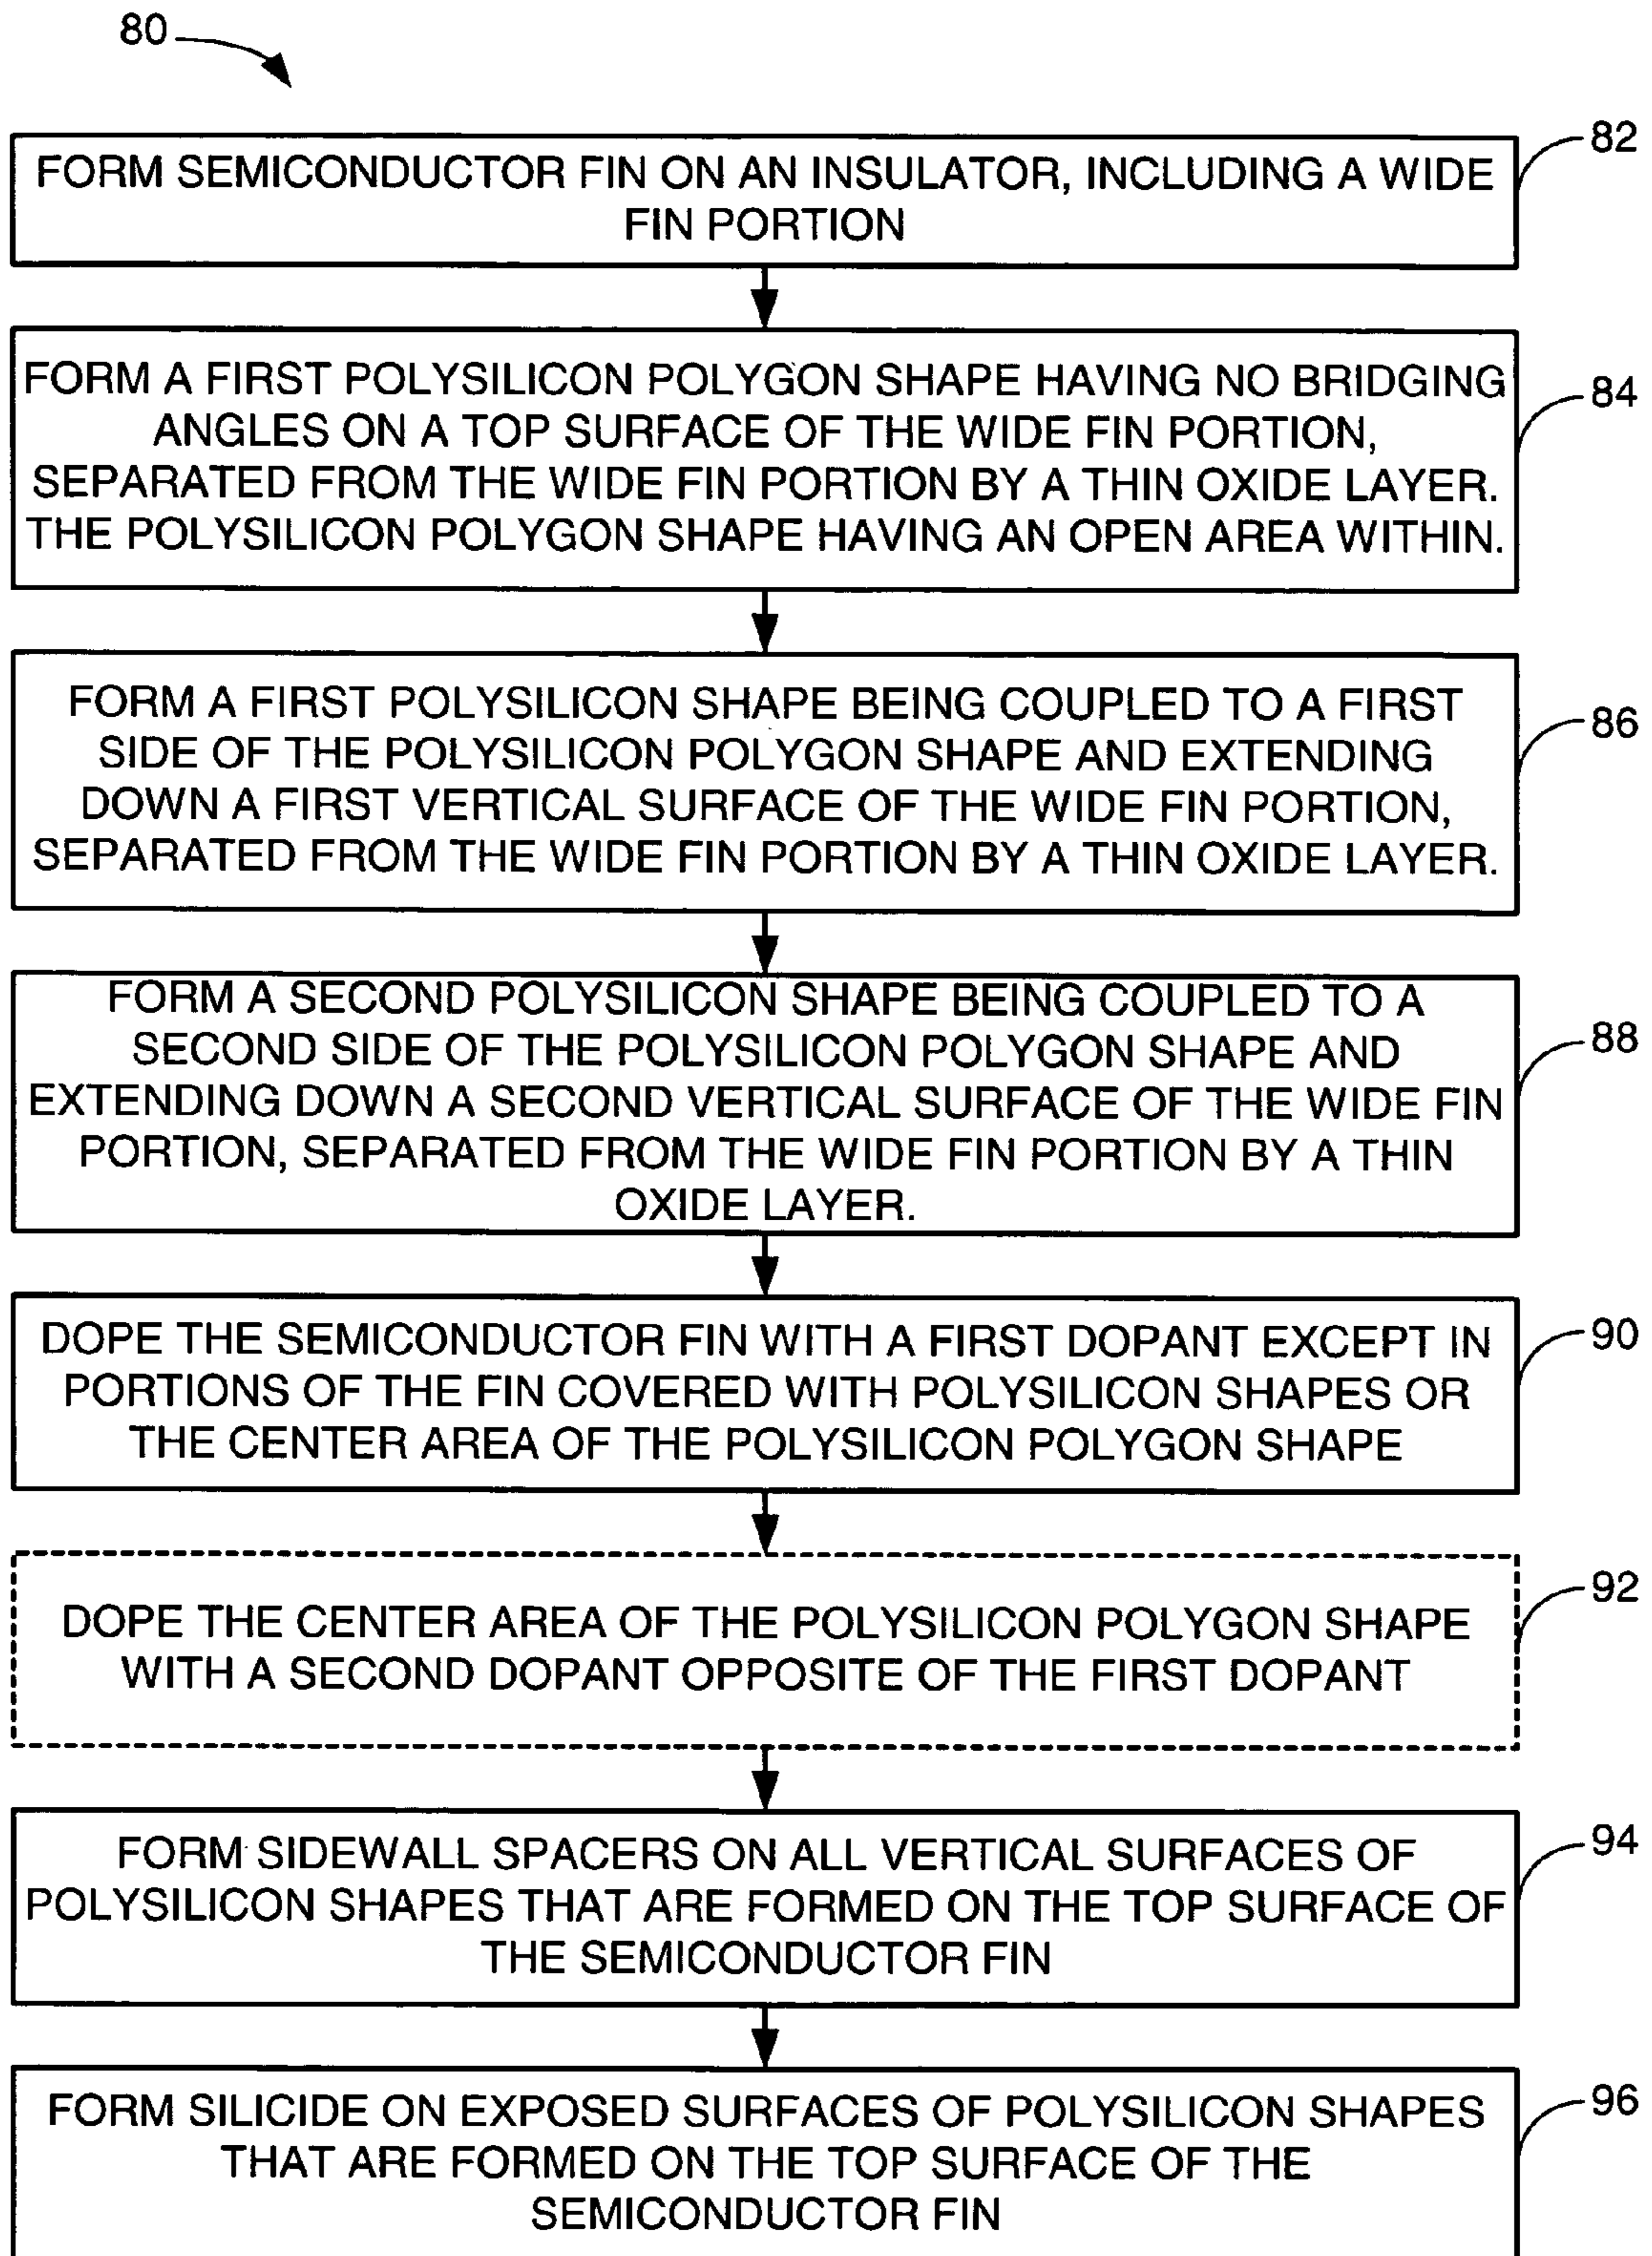 80
82
FORM SEMICONDUCTOR FIN ON AN INSULATOR, INCLUDING A WIDE
FIN PORTION
84
FORM A FIRST POLYSILICON POLYGON SHAPE HAVING NO BRIDGING
ANGLES ON A TOP SURFACE OF THE WIDE FIN PORTION,
SEPARATED FROM THE WIDE FIN PORTION BY A THIN OXIDE LAYER.
THE POLYSILICON POLYGON SHAPE HAVING AN OPEN AREA WITHIN.
86
FORM A FIRST POLYSILICON SHAPE BEING COUPLED TO A FIRST
SIDE OF THE POLYSILICON POLYGON SHAPE AND EXTENDING
DOWN A FIRST VERTICAL SURFACE OF THE WIDE FIN PORTION,
SEPARATED FROM THE WIDE FIN PORTION BY A THIN OXIDE LAYER.
88
FORM A SECOND POLYSILICON SHAPE BEING COUPLED TO A
SECOND SIDE OF THE POLYSILICON POLYGON SHAPE AND
EXTENDING DOWN A SECOND VERTICAL SURFACE OF THE WIDE FIN
PORTION, SEPARATED FROM THE WIDE FIN PORTION BY A THIN
OXIDE LAYER.
90
DOPE THE SEMICONDUCTOR FIN WITH A FIRST DOPANT EXCEPT IN
PORTIONS OF THE FIN COVERED WITH POLYSILICON SHAPES OR
THE CENTER AREA OF THE POLYSILICON POLYGON SHAPE
92
DOPE THE CENTER AREA OF THE POLYSILICON POLYGON SHAPE
WITH A SECOND DOPANT OPPOSITE OF THE FIRST DOPANT
94
FORM SIDEWALL SPACERS ON ALL VERTICAL SURFACES OF
POLYSILICON SHAPES THAT ARE FORMED ON THE TOP SURFACE OF
THE SEMICONDUCTOR FIN
96
FORM SILICIDE ON EXPOSED SURFACES OF POLYSILICON SHAPES
THAT ARE FORMED ON THE TOP SURFACE OF THE
SEMICONDUCTOR FIN